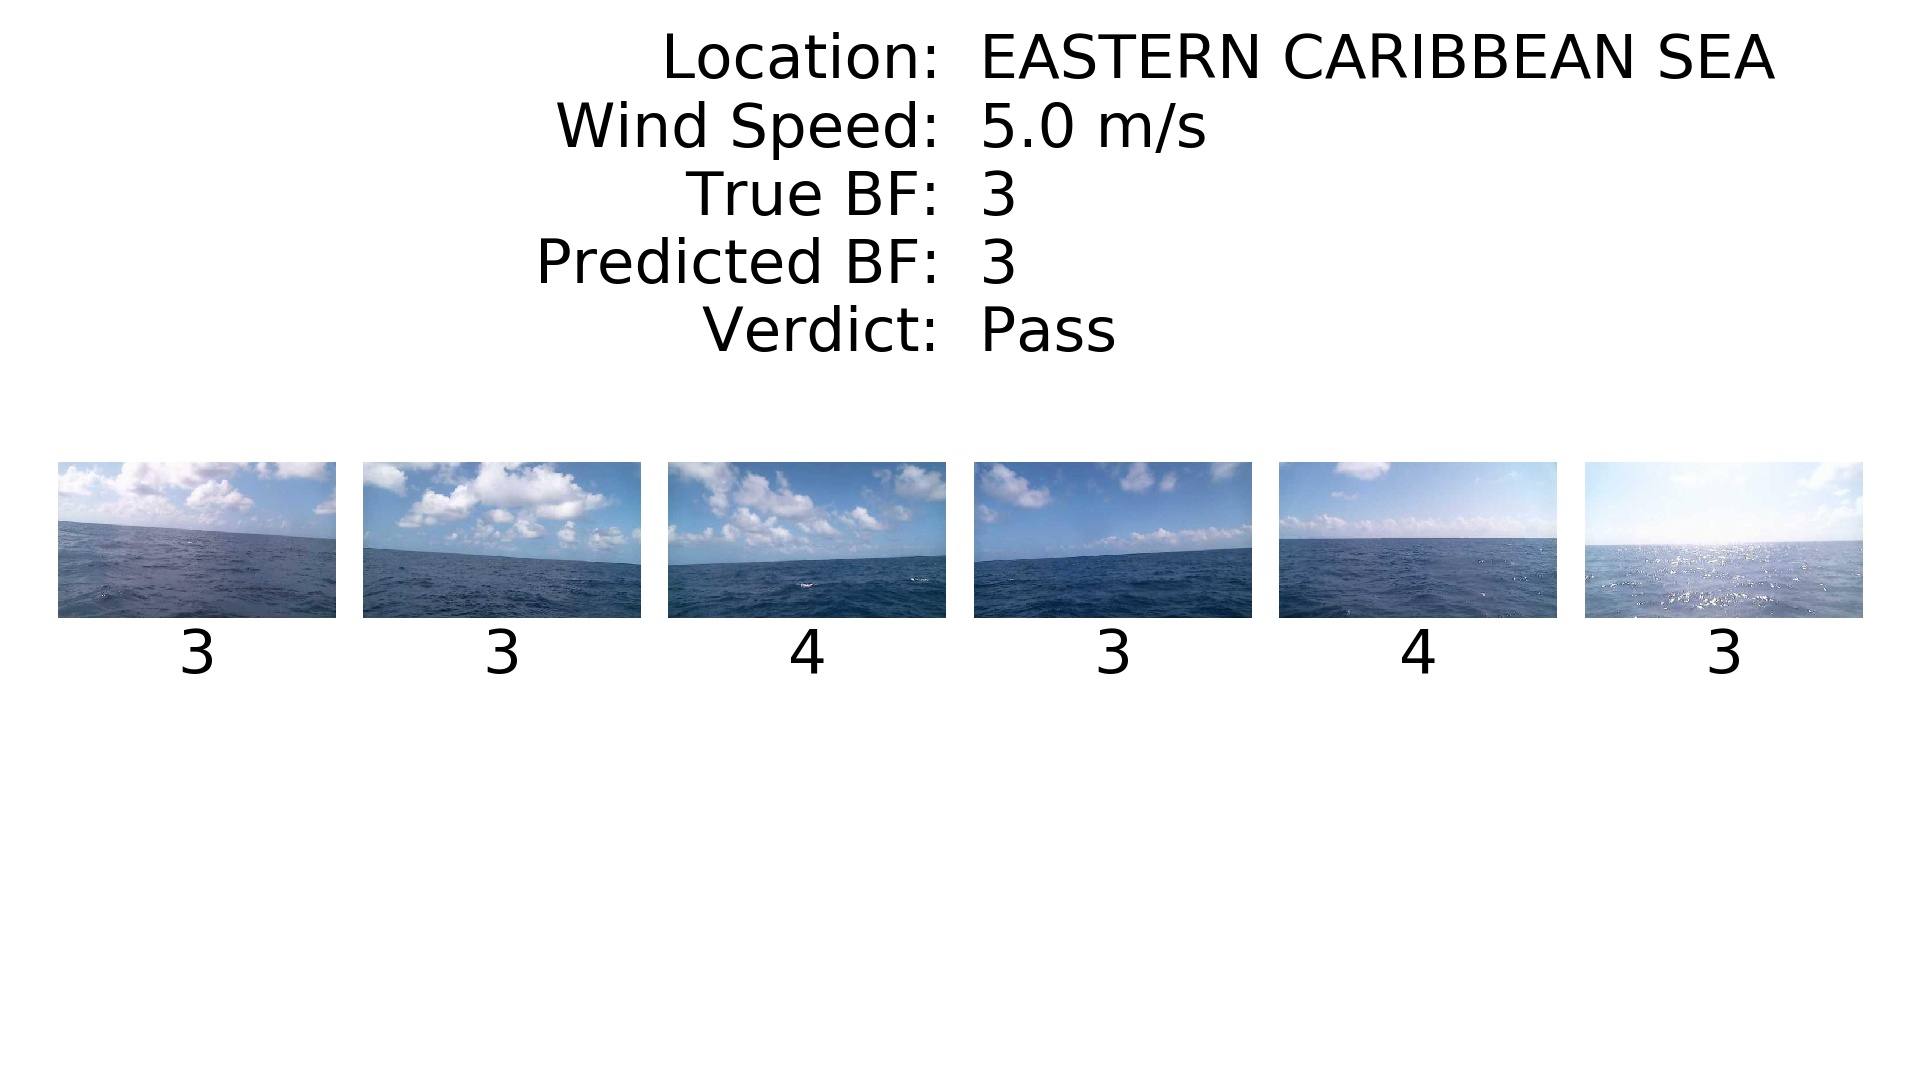 Location: EASTERN CARIBBEAN SEA
Wind Speed: 5.0 m/s
True BF: 3
Predicted BF: 3
Verdict: Pass
3 3 4 3 4 3